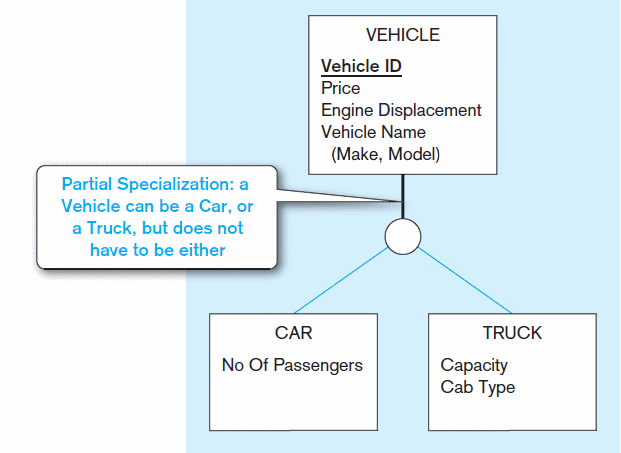 VEHICLE
Vehicle ID
Price
Engine Displacement
Vehicle Name
(Make, Model)
Partial Specialization: a
Vehicle can be a Car, or
a Truck, but does not
have to be either
CAR
No Of Passengers
TRUCK
Capacity
Cab Type